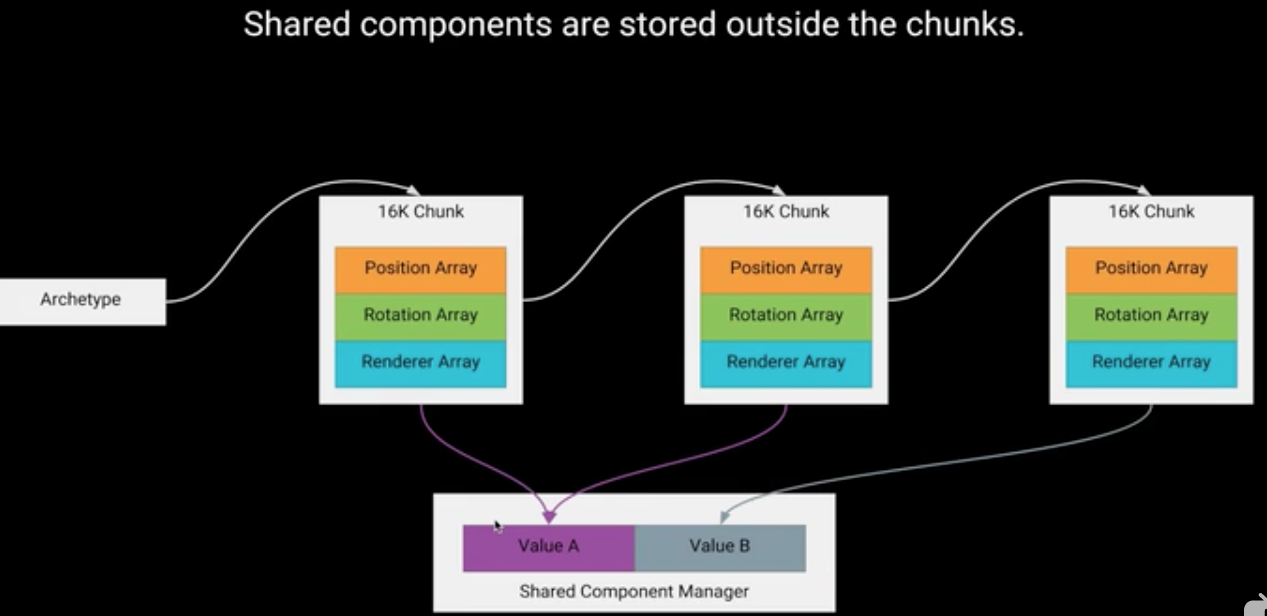 Shared components are stored outside the chunks.
16K Chunk
Position Array
Rotation Array
Renderer Array
16K Chunk
Position Array
Rotation Array
Renderer Array
16K Chunk
Position Array
Rotation Array
Renderer Array
Archetype
Value A
Value B
Shared Component Manager